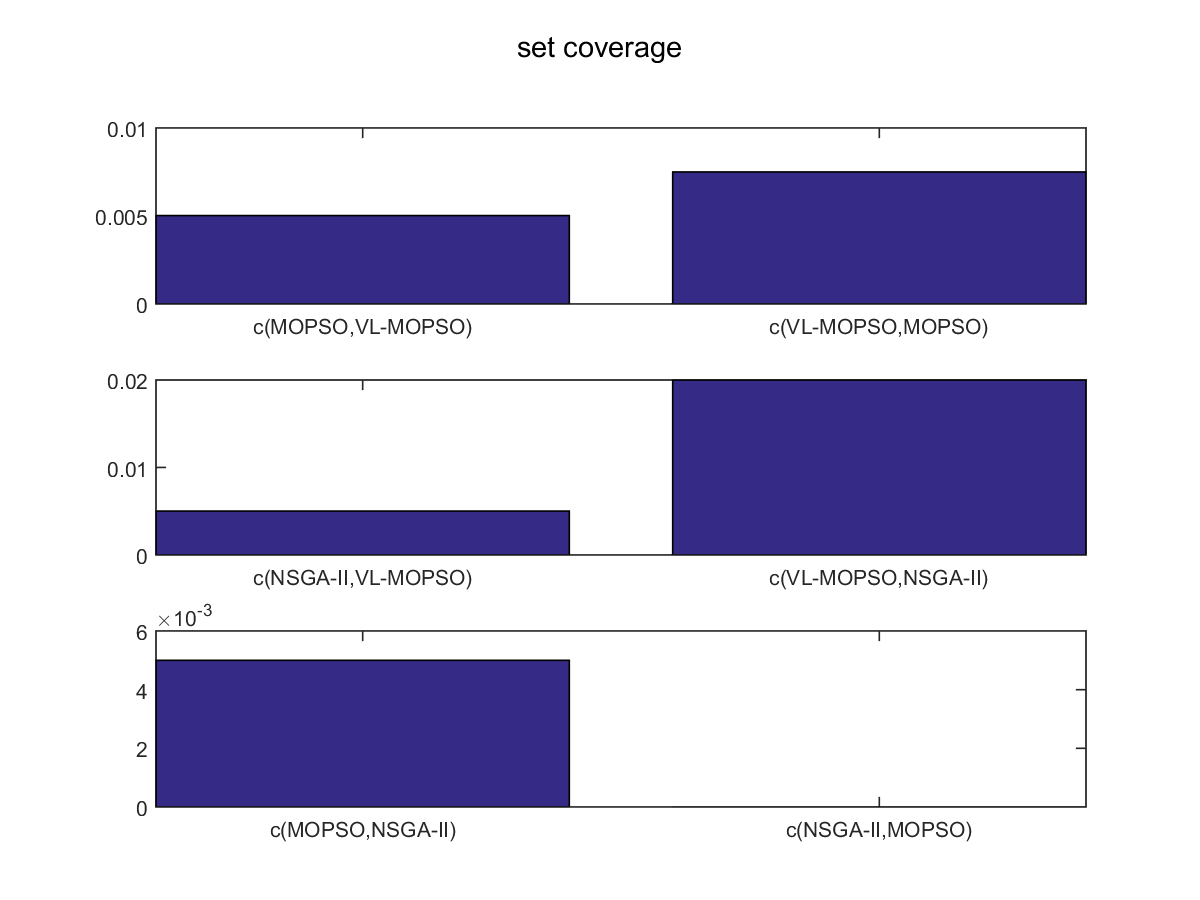 set coverage
0.01
0.005
0
c(MOPSO,VL-MOPSO) c(VL-MOPSO,MOPSO)
0.02
0.01
0
c(NSGA-II,VL-MOPSO) c(VL-MOPSO,NSGA-II)
×10-3
6
4
2
0
c(MOPSO,NSGA-II) c(NSGA-II,MOPSO)